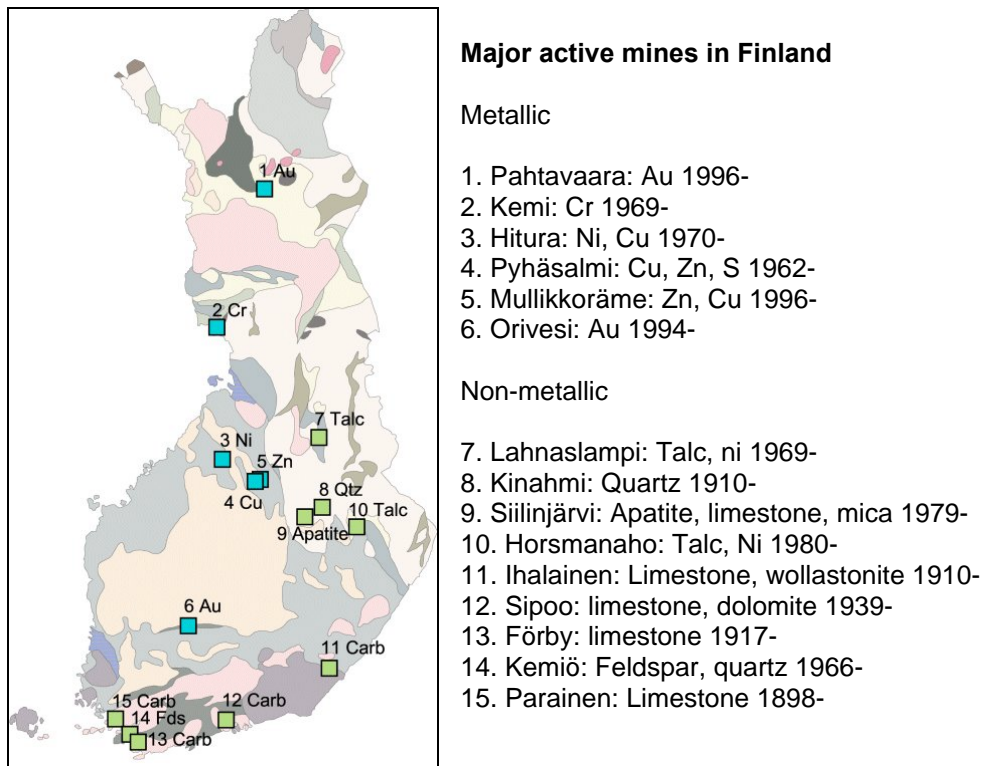 1 Au
2 Cr
7 Talc
3 Ni
5 Zn
4 Cu
8 Qtz
10 Talc
9 Apatite
6 Au
11 Carb
15 Carb
12 Carb
14 Fds
13 Carb
Major active mines in Finland
Metallic
1. Pahtavaara: Au 1996-
2. Kemi: Cr 1969-
3. Hitura: Ni, Cu 1970-
4. Pyhäsalmi: Cu, Zn, S 1962-
5. Mullikkoräme: Zn, Cu 1996-
6. Orivesi: Au 1994-
Non-metallic
7. Lahnaslampi: Talc, ni 1969-
8. Kinahmi: Quartz 1910-
9. Siilinjärvi: Apatite, limestone, mica 1979-
10. Horsmanaho: Talc, Ni 1980-
11. Ihalainen: Limestone, wollastonite 1910-
12. Sipoo: limestone, dolomite 1939-
13. Förby: limestone 1917-
14. Kemiö: Feldspar, quartz 1966-
15. Parainen: Limestone 1898-